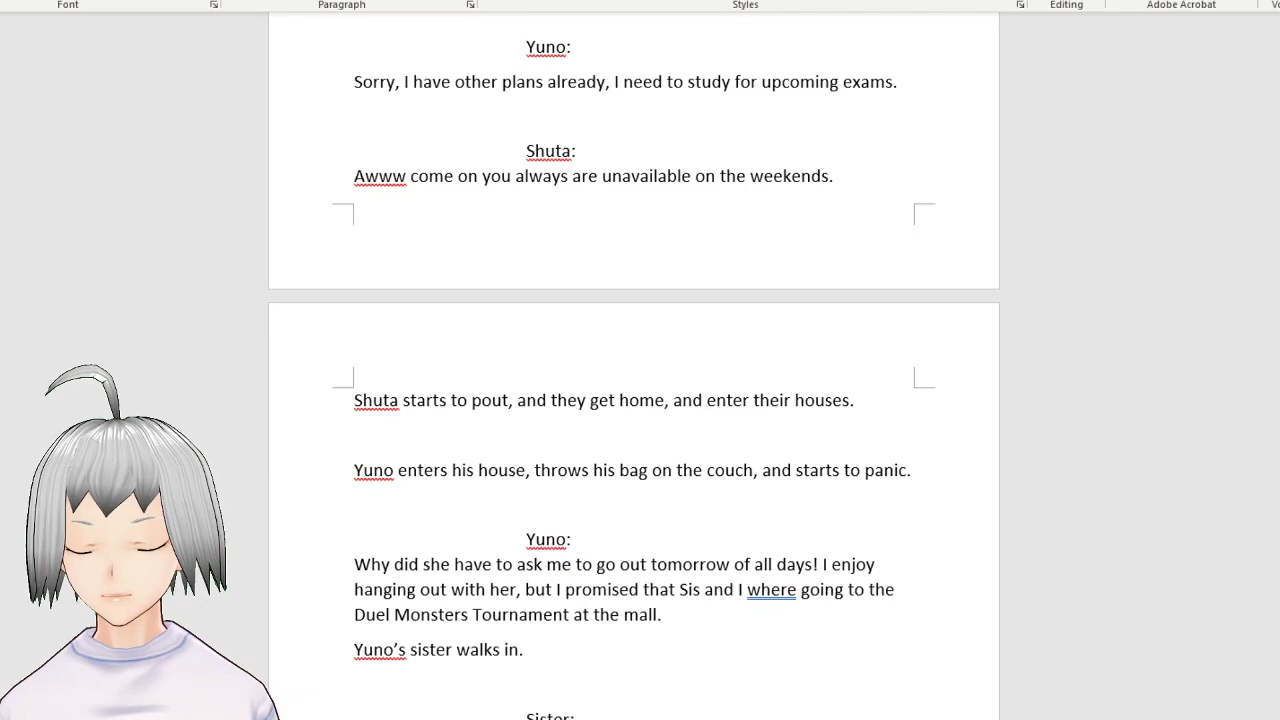 Font Paragraph Styles Editing Adobe Acrobat
Yuno:
Sorry, I have other plans already, I need to study for upcoming exams.
Shuta:
Awww come on you always are unavailable on the weekends.
Shuta starts to pout, and they get home, and enter their houses.
Yuno enters his house, throws his bag on the couch, and starts to panic.
Yuno:
Why did she have to ask me to go out tomorrow of all days! I enjoy
hanging out with her, but I promised that Sis and I where going to the
Duel Monsters Tournament at the mall.
Yuno’s sister walks in.
Sister: